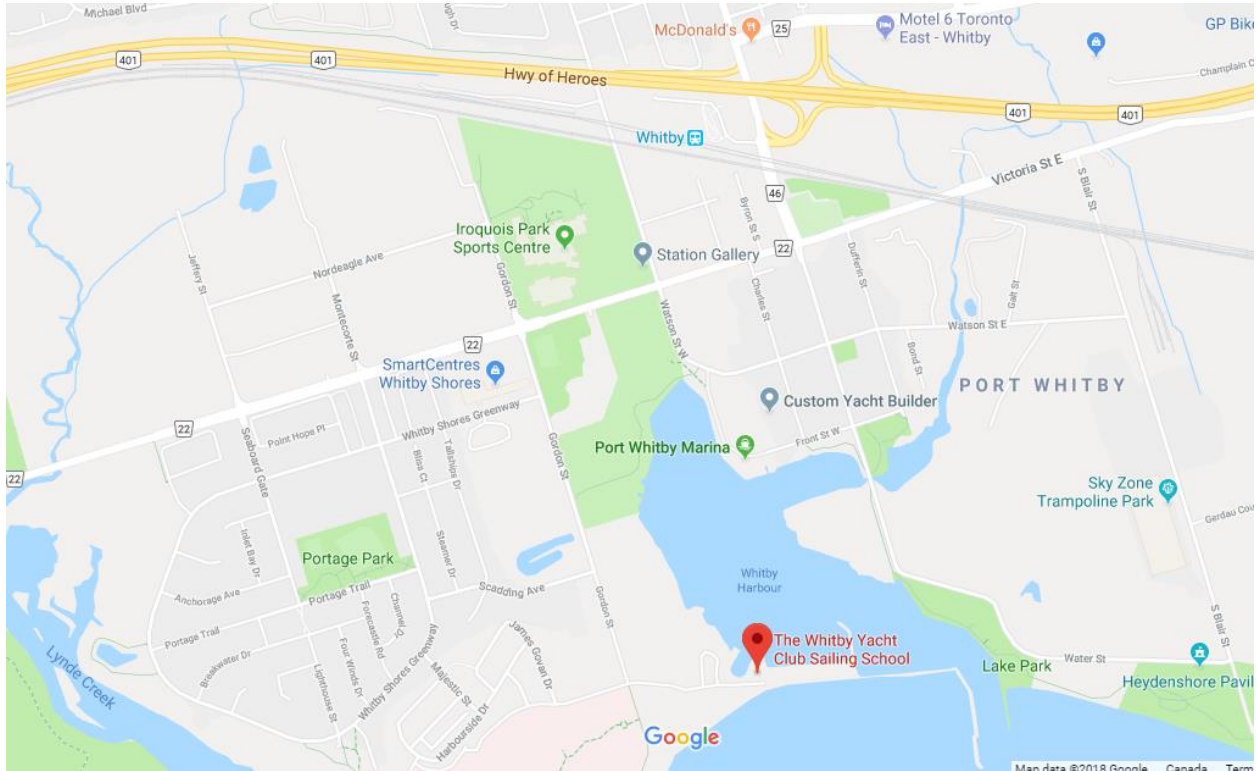 Michael Blvd
ugh Dr
McDonald's
25
Motel 6 Toronto
East - Whitby
GP Bik
401
401
Hwy of Heroes
Champlain C
401
401
Whitby
Victoria St E
S Blair St
46
Byron St S
Iroquois Park
Sports Centre
Station Gallery
22
Dufferin St
Jeffery St
Nordeagle Ave
Gordon St
Montecorte St
Charles St
Galt St
Watson St W
Watson St E
22
SmartCentres
Whitby Shores
Bond St
PORT WHITBY
Custom Yacht Builder
Whitby Shores Greenway
22
Point Hope Pl
Seaboard Gate
Bliss Ct
Tallships Dr
Gordon St
Front St W
Port Whitby Marina
22
Sky Zone
Trampoline Park
Gerdau Cou
Inlet Bay Dr
Steamer Dr
Portage Park
Whitby
Harbour
Anchorage Ave
Portage Trail
Scadding Ave
Gordon St
Channel Dr
Forecastle Rd
Portage Trail
Four Winds Dr
James Govan Dr
S Blair St
The Whitby Yacht
Club Sailing School
Lynde Creek
Breakwater Dr
Lighthouse St
Whitby Shores Greenway
Majestic St
Harbourside Dr
Lake Park
Water St
Heydenshore Pavil
Google
Map data ©2018 Google Canada Term